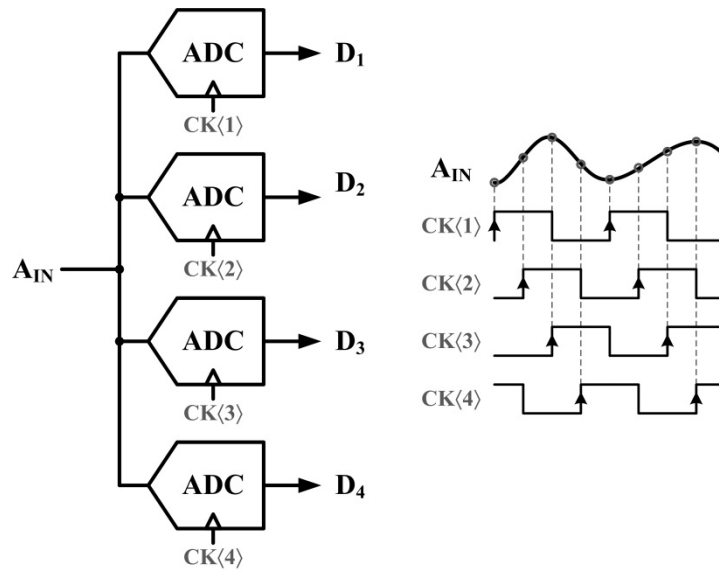 ADC
D₁
CK⟨1⟩
ADC
D₂
CK⟨2⟩
A_IN
ADC
D₃
CK⟨3⟩
ADC
D₄
CK⟨4⟩
A_IN
CK⟨1⟩
CK⟨2⟩
CK⟨3⟩
CK⟨4⟩